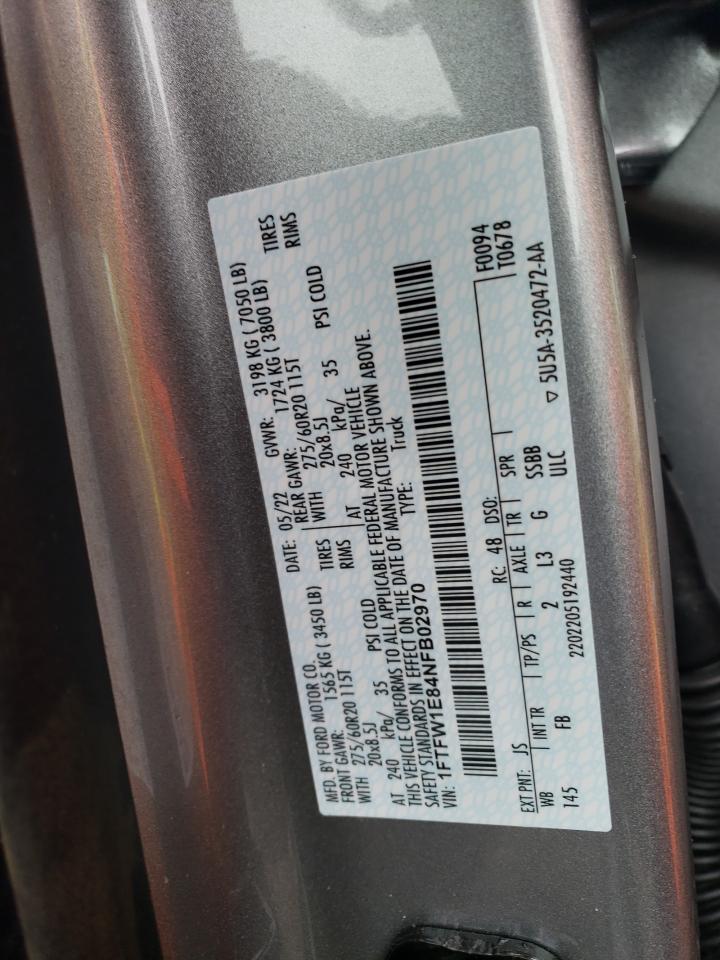 MFD. BY FORD MOTOR CO.
DATE: 05/22 GVWR: 3198 KG ( 7050 LB)
FRONT GAWR: 1565 KG ( 3450 LB)
REAR GAWR: 1724 KG ( 3800 LB)
WITH 275/60R20 115T TIRES
WITH 275/60R20 115T TIRES
20x8.5J RIMS
20x8.5J RIMS
AT 240 kPa/ 35 PSI COLD
AT 240 kPa/ 35 PSI COLD
THIS VEHICLE CONFORMS TO ALL APPLICABLE FEDERAL MOTOR VEHICLE
SAFETY STANDARDS IN EFFECT ON THE DATE OF MANUFACTURE SHOWN ABOVE.
VIN: 1FTFW1E84NFB02970 TYPE: Truck
F0094
EXT PNT: JS RC: 48 DSO: T0678
WB INT TR TP/PS R AXLE TR SPR
145 FB 2 L3 G SSBB ▽ 5U5A-3520472-AA
2202205192440 ULC